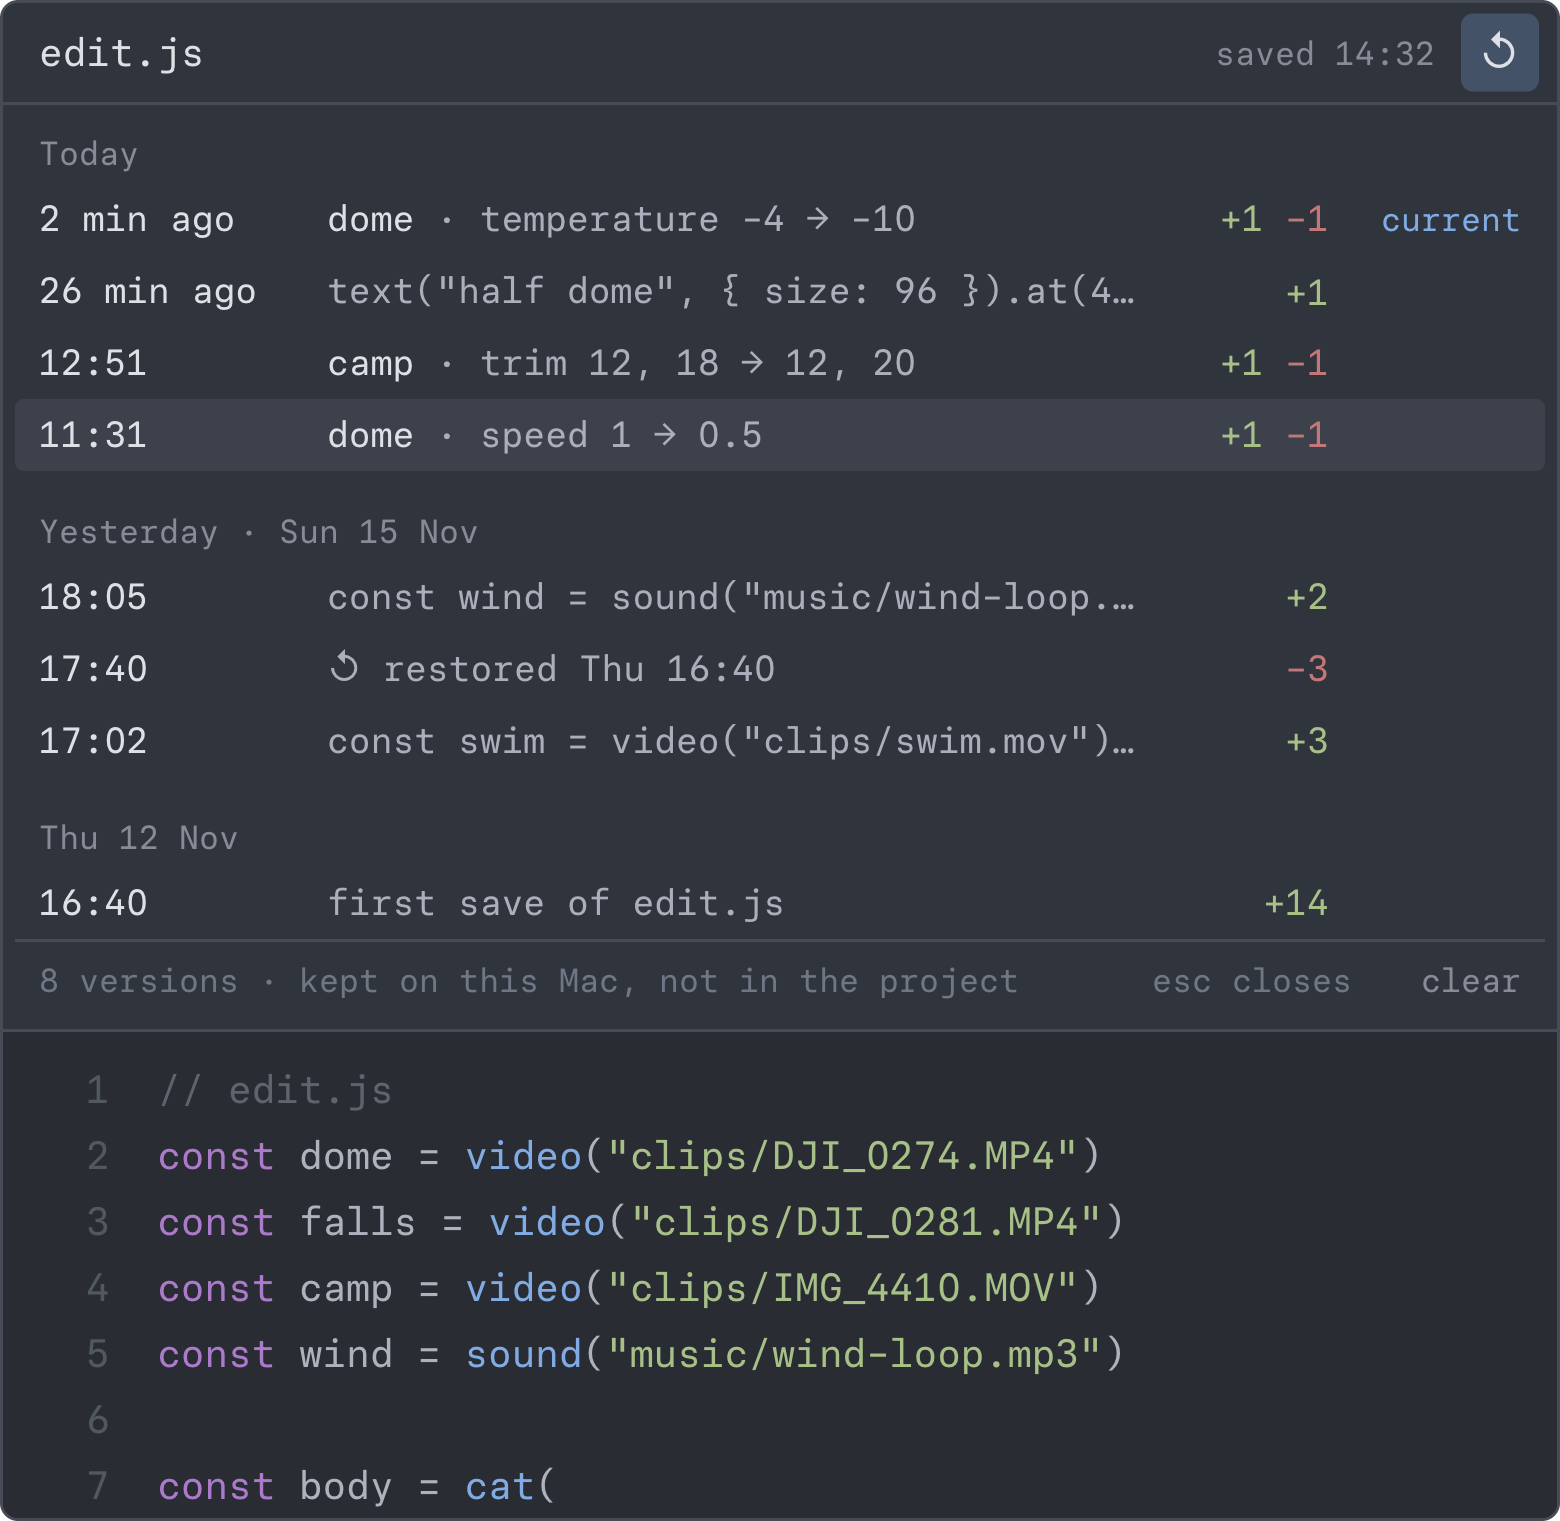 edit.js saved 14:32
Today
2 min ago dome · temperature -4 → -10 +1 -1 current
26 min ago text("half dome", { size: 96 }).at(4… +1
12:51 camp · trim 12, 18 → 12, 20 +1 -1
11:31 dome · speed 1 → 0.5 +1 -1
Yesterday · Sun 15 Nov
18:05 const wind = sound("music/wind-loop.… +2
17:40 restored Thu 16:40 -3
17:02 const swim = video("clips/swim.mov")… +3
Thu 12 Nov
16:40 first save of edit.js +14
8 versions · kept on this Mac, not in the project esc closes clear
1 // edit.js
2 const dome = video("clips/DJI_0274.MP4")
3 const falls = video("clips/DJI_0281.MP4")
4 const camp = video("clips/IMG_4410.MOV")
5 const wind = sound("music/wind-loop.mp3")
6
7 const body = cat(